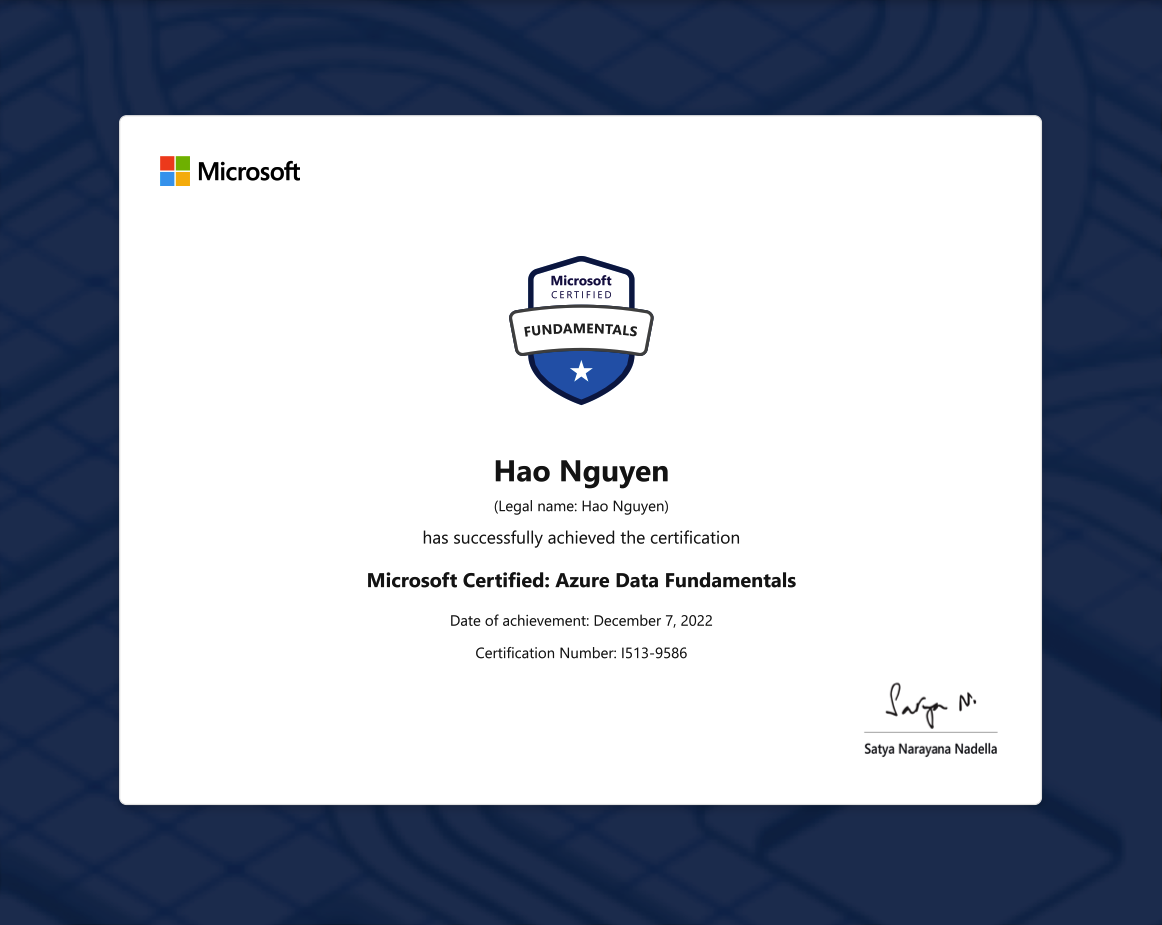 Microsoft
Microsoft
CERTIFIED
FUNDAMENTALS
Hao Nguyen
(Legal name: Hao Nguyen)
has successfully achieved the certification
Microsoft Certified: Azure Data Fundamentals
Date of achievement: December 7, 2022
Certification Number: I513-9586
Satya N.
Satya Narayana Nadella